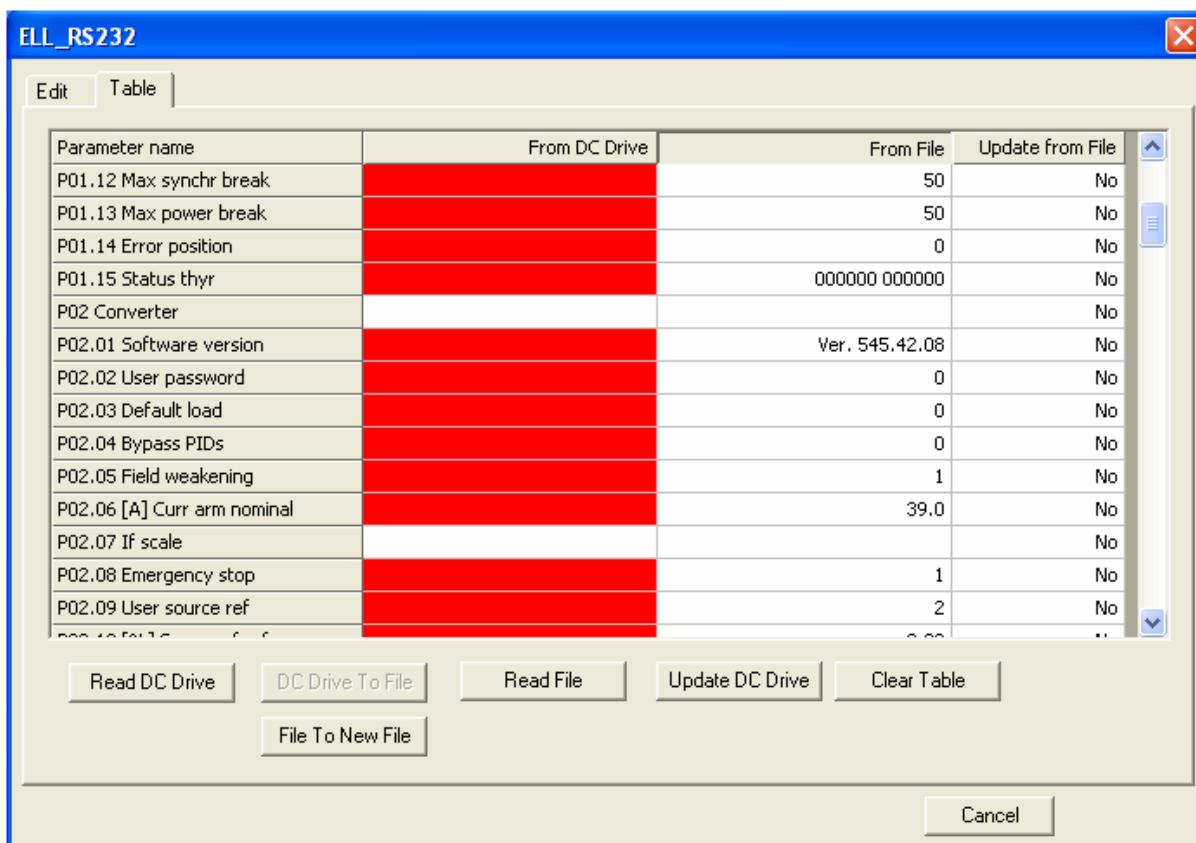 ELL_RS232
Edit Table
Parameter name From DC Drive From File Update from File
P01.12 Max synchr break 50 No
P01.13 Max power break 50 No
P01.14 Error position 0 No
P01.15 Status thyr 000000 000000 No
P02 Converter No
P02.01 Software version Ver. 545.42.08 No
P02.02 User password 0 No
P02.03 Default load 0 No
P02.04 Bypass PIDs 0 No
P02.05 Field weakening 1 No
P02.06 [A] Curr arm nominal 39.0 No
P02.07 If scale No
P02.08 Emergency stop 1 No
P02.09 User source ref 2 No
Read DC Drive DC Drive To File Read File Update DC Drive Clear Table
File To New File
Cancel